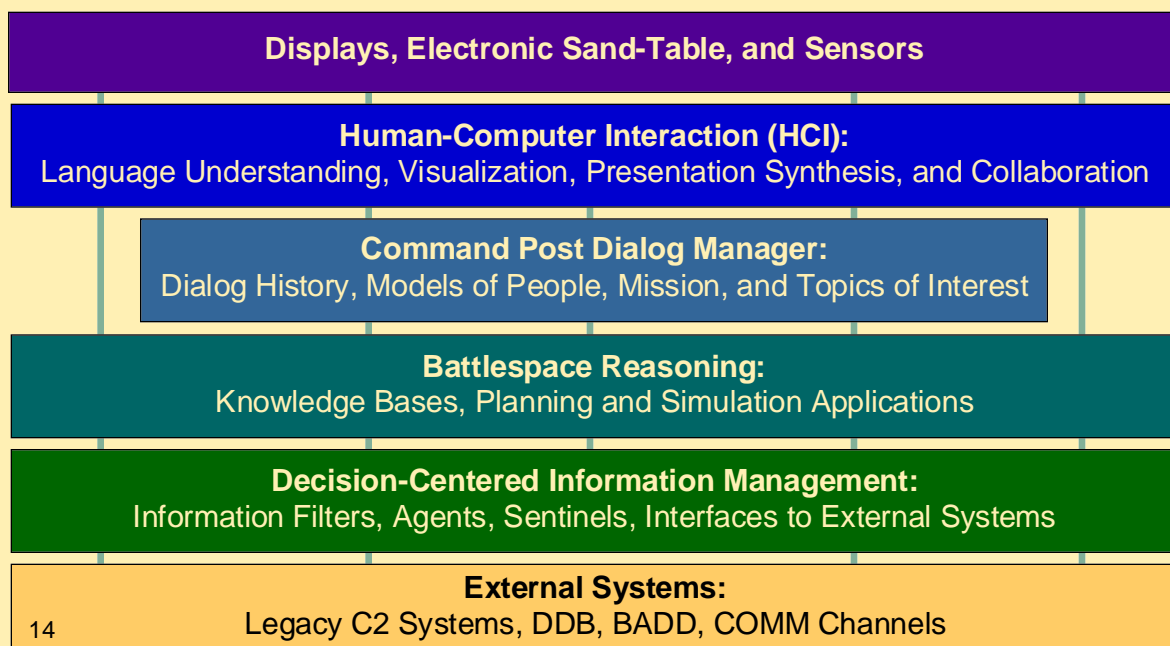 Displays, Electronic Sand-Table, and Sensors
Human-Computer Interaction (HCI):
Language Understanding, Visualization, Presentation Synthesis, and Collaboration
Command Post Dialog Manager:
Dialog History, Models of People, Mission, and Topics of Interest
Battlespace Reasoning:
Knowledge Bases, Planning and Simulation Applications
Decision-Centered Information Management:
Information Filters, Agents, Sentinels, Interfaces to External Systems
External Systems:
Legacy C2 Systems, DDB, BADD, COMM Channels
14